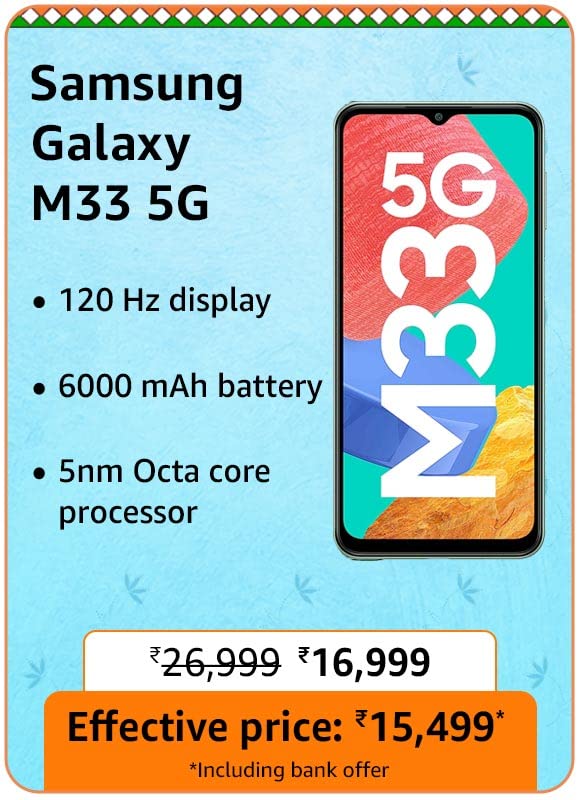 Samsung
Galaxy
M33 5G
• 120 Hz display
• 6000 mAh battery
• 5nm Octa core
processor
M33 5G
₹26,999 ₹16,999
Effective price: ₹15,499*
*Including bank offer